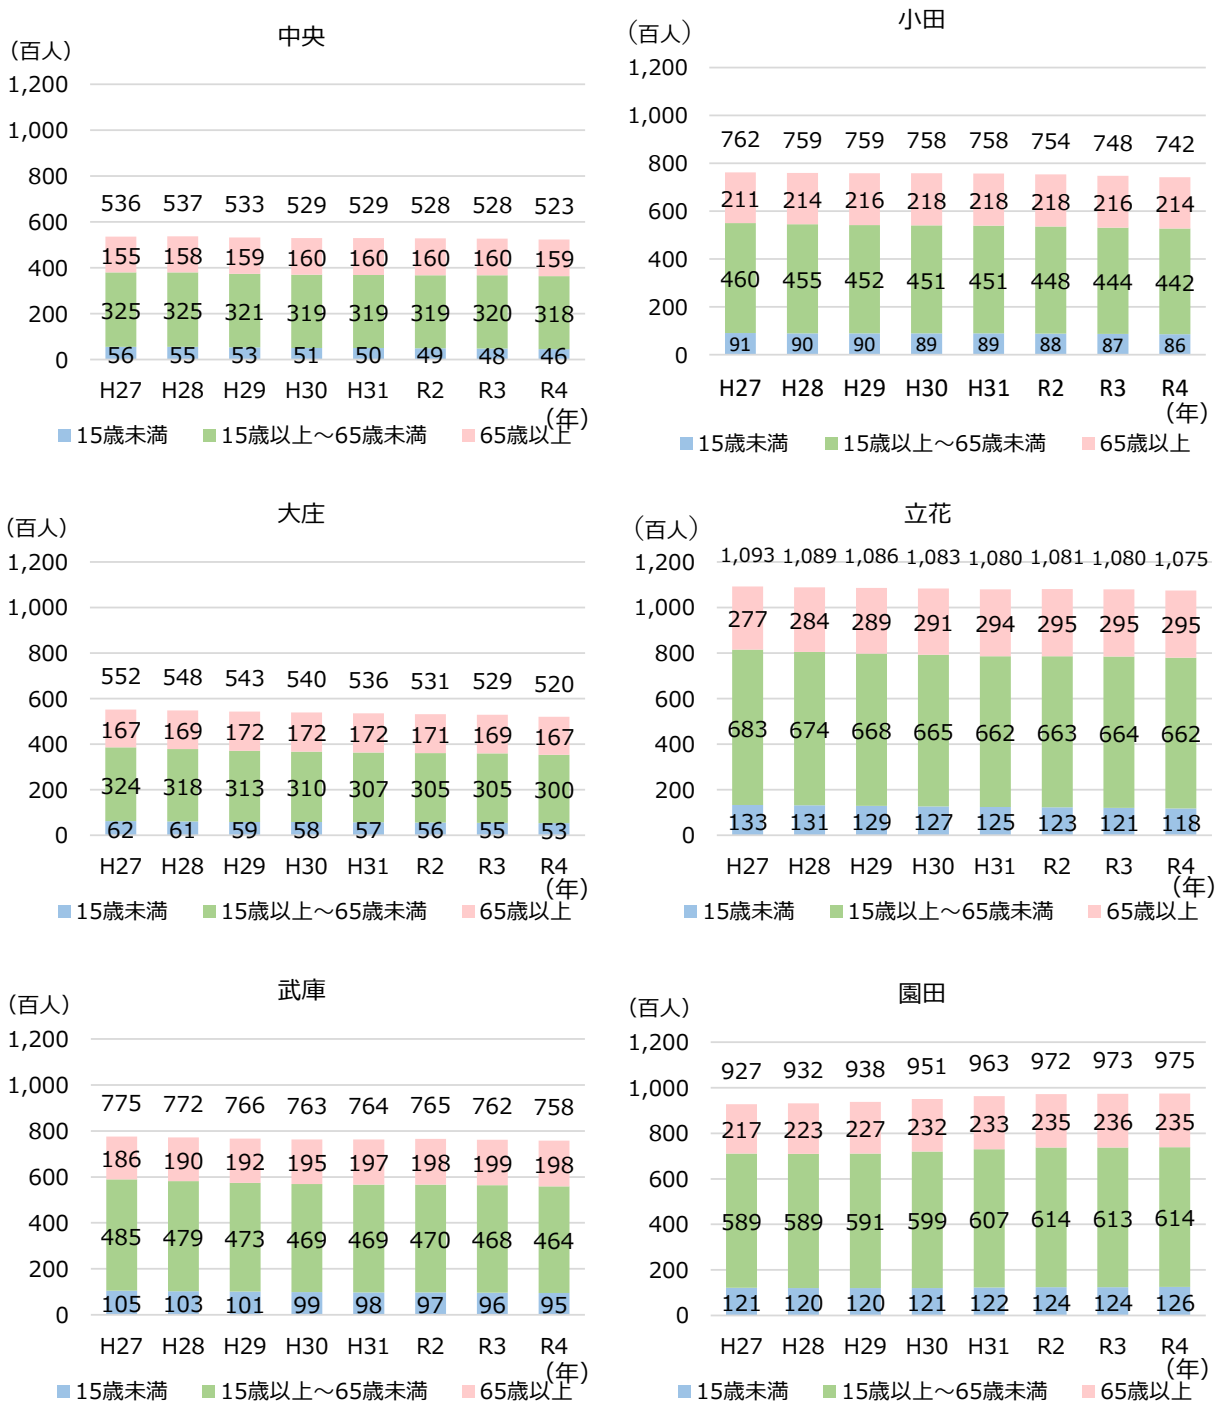 中央
(百人)
1,200
1,000
800
600
400
200
0
536 537 533 529 529 528 528 523
155 158 159 160 160 160 160 159
325 325 321 319 319 319 320 318
56 55 53 51 50 49 48 46
H27 H28 H29 H30 H31 R2 R3 R4
(年)
15歳未満 15歳以上～65歳未満 65歳以上
小田
(百人)
1,200
1,000
800
600
400
200
0
762 759 759 758 758 754 748 742
211 214 216 218 218 218 216 214
460 455 452 451 451 448 444 442
91 90 90 89 89 88 87 86
H27 H28 H29 H30 H31 R2 R3 R4
(年)
15歳未満 15歳以上～65歳未満 65歳以上
大庄
(百人)
1,200
1,000
800
600
400
200
0
552 548 543 540 536 531 529 520
167 169 172 172 172 171 169 167
324 318 313 310 307 305 305 300
62 61 59 58 57 56 55 53
H27 H28 H29 H30 H31 R2 R3 R4
(年)
15歳未満 15歳以上～65歳未満 65歳以上
立花
(百人)
1,200
1,000
800
600
400
200
0
1,093 1,089 1,086 1,083 1,080 1,081 1,080 1,075
277 284 289 291 294 295 295 295
683 674 668 665 662 663 664 662
133 131 129 127 125 123 121 118
H27 H28 H29 H30 H31 R2 R3 R4
(年)
15歳未満 15歳以上～65歳未満 65歳以上
武庫
(百人)
1,200
1,000
800
600
400
200
0
775 772 766 763 764 765 762 758
186 190 192 195 197 198 199 198
485 479 473 469 469 470 468 464
105 103 101 99 98 97 96 95
H27 H28 H29 H30 H31 R2 R3 R4
(年)
15歳未満 15歳以上～65歳未満 65歳以上
園田
(百人)
1,200
1,000
800
600
400
200
0
927 932 938 951 963 972 973 975
217 223 227 232 233 235 236 235
589 589 591 599 607 614 613 614
121 120 120 121 122 124 124 126
H27 H28 H29 H30 H31 R2 R3 R4
(年)
15歳未満 15歳以上～65歳未満 65歳以上